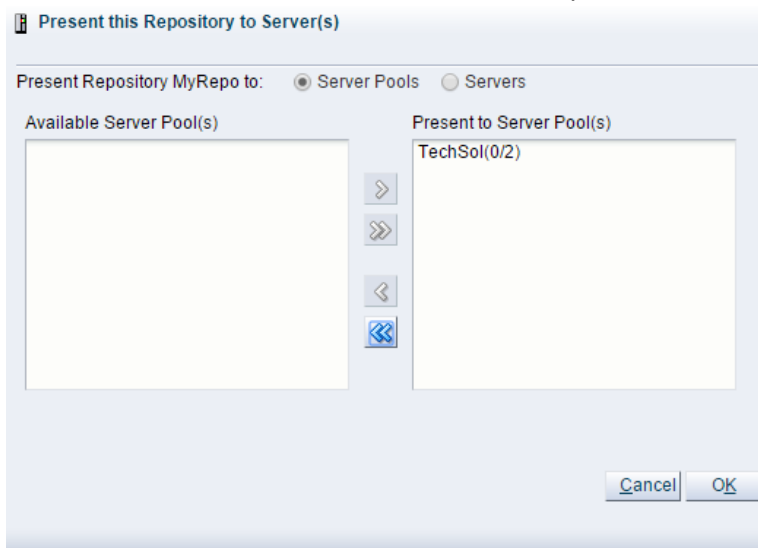 Present this Repository to Server(s)
Present Repository MyRepo to: Server Pools Servers
Available Server Pool(s) Present to Server Pool(s)
TechSol(0/2)
Cancel OK